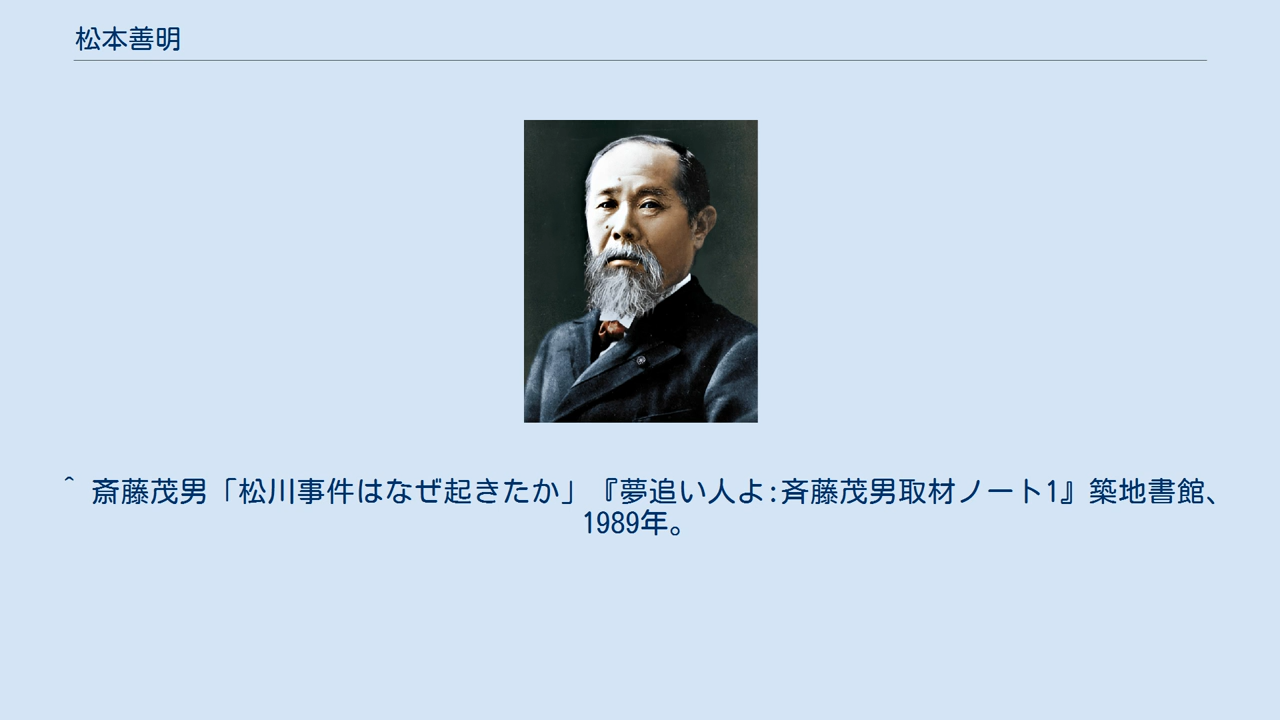 松本善明
^ 斎藤茂男「松川事件はなぜ起きたか」『夢追い人よ:斉藤茂男取材ノート1』築地書館、
1989年。